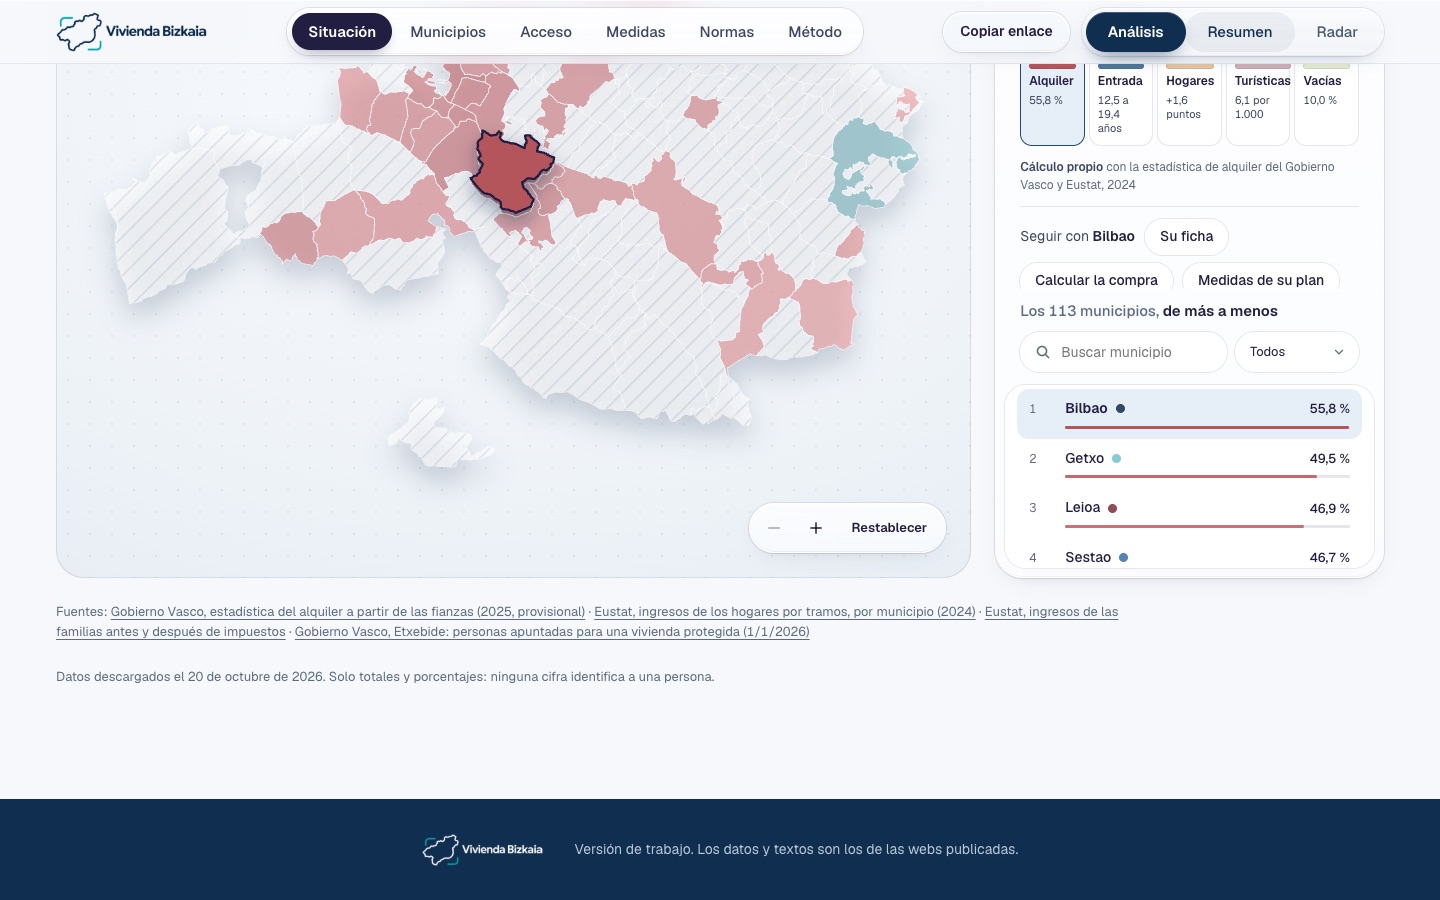 Vivienda Bizkaia
Situación Municipios Acceso Medidas Normas Método
Copiar enlace
Análisis Resumen Radar
Alquiler
55,8 %
Entrada
12,5 a
19,4
años
Hogares
+1,6
puntos
Turísticas
6,1 por
1.000
Vacías
10,0 %
Cálculo propio con la estadística de alquiler del Gobierno
Vasco y Eustat, 2024
Seguir con Bilbao Su ficha
Calcular la compra Medidas de su plan
Los 113 municipios, de más a menos
Buscar municipio Todos
1 Bilbao 55,8 %
2 Getxo 49,5 %
3 Leioa 46,9 %
4 Sestao 46,7 %
Restablecer
Fuentes: Gobierno Vasco, estadística del alquiler a partir de las fianzas (2025, provisional) · Eustat, ingresos de los hogares por tramos, por municipio (2024) · Eustat, ingresos de las
familias antes y después de impuestos · Gobierno Vasco, Etxebide: personas apuntadas para una vivienda protegida (1/1/2026)
Datos descargados el 20 de octubre de 2026. Solo totales y porcentajes: ninguna cifra identifica a una persona.
Vivienda Bizkaia
Versión de trabajo. Los datos y textos son los de las webs publicadas.